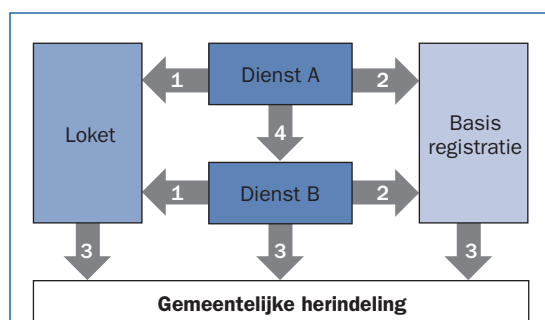 1
Dienst A
2
Loket
4
Basis
registratie
1
Dienst B
2
3
3
3
Gemeentelijke herindeling